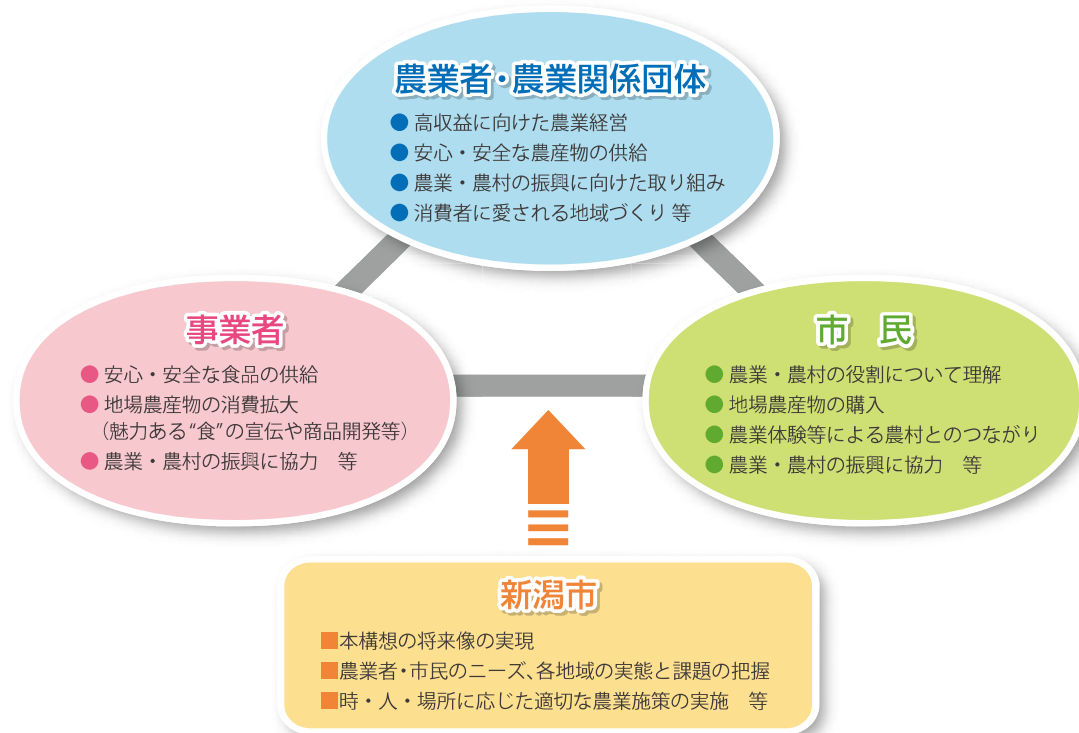 農業者・農業関係団体
● 高収益に向けた農業経営
● 安心・安全な農産物の供給
● 農業・農村の振興に向けた取り組み
● 消費者に愛される地域づくり 等
事業者
● 安心・安全な食品の供給
● 地場農産物の消費拡大
（魅力ある“食”の宣伝や商品開発等）
● 農業・農村の振興に協力　等
市　民
● 農業・農村の役割について理解
● 地場農産物の購入
● 農業体験等による農村とのつながり
● 農業・農村の振興に協力　等
新潟市
■本構想の将来像の実現
■農業者・市民のニーズ、各地域の実態と課題の把握
■時・人・場所に応じた適切な農業施策の実施　等